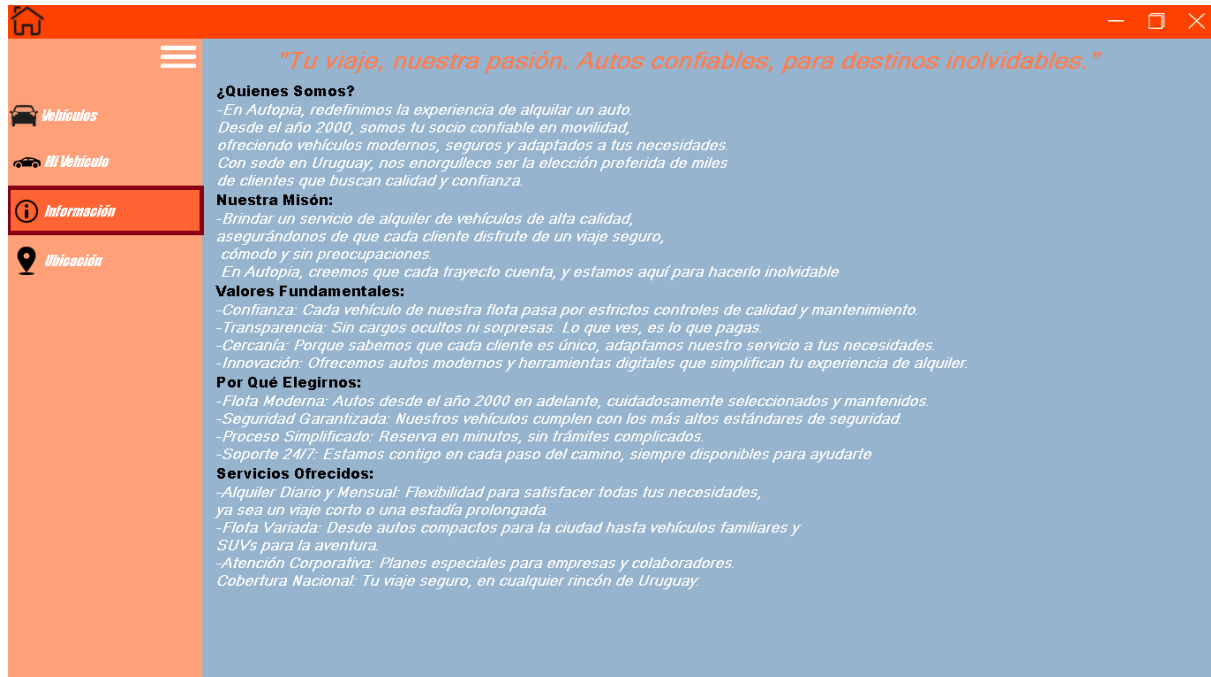 "Tu viaje, nuestra pasión. Autos confiables, para destinos inolvidables."
Vehículos
Mi Vehículo
Información
Ubicación
¿Quienes Somos?
-En Autopia, redefinimos la experiencia de alquilar un auto.
Desde el año 2000, somos tu socio confiable en movilidad,
ofreciendo vehículos modernos, seguros y adaptados a tus necesidades.
Con sede en Uruguay, nos enorgullece ser la elección preferida de miles
de clientes que buscan calidad y confianza.
Nuestra Misón:
-Brindar un servicio de alquiler de vehículos de alta calidad,
asegurándonos de que cada cliente disfrute de un viaje seguro,
cómodo y sin preocupaciones.
En Autopia, creemos que cada trayecto cuenta, y estamos aquí para hacerlo inolvidable
Valores Fundamentales:
-Confianza: Cada vehículo de nuestra flota pasa por estrictos controles de calidad y mantenimiento.
-Transparencia: Sin cargos ocultos ni sorpresas. Lo que ves, es lo que pagas.
-Cercanía: Porque sabemos que cada cliente es único, adaptamos nuestro servicio a tus necesidades.
-Innovación: Ofrecemos autos modernos y herramientas digitales que simplifican tu experiencia de alquiler.
Por Qué Elegirnos:
-Flota Moderna: Autos desde el año 2000 en adelante, cuidadosamente seleccionados y mantenidos.
-Seguridad Garantizada: Nuestros vehículos cumplen con los más altos estándares de seguridad.
-Proceso Simplificado: Reserva en minutos, sin trámites complicados.
-Soporte 24/7: Estamos contigo en cada paso del camino, siempre disponibles para ayudarte
Servicios Ofrecidos:
-Alquiler Diario y Mensual: Flexibilidad para satisfacer todas tus necesidades,
ya sea un viaje corto o una estadía prolongada.
-Flota Variada: Desde autos compactos para la ciudad hasta vehículos familiares y
SUVs para la aventura.
-Atención Corporativa: Planes especiales para empresas y colaboradores.
Cobertura Nacional: Tu viaje seguro, en cualquier rincón de Uruguay.